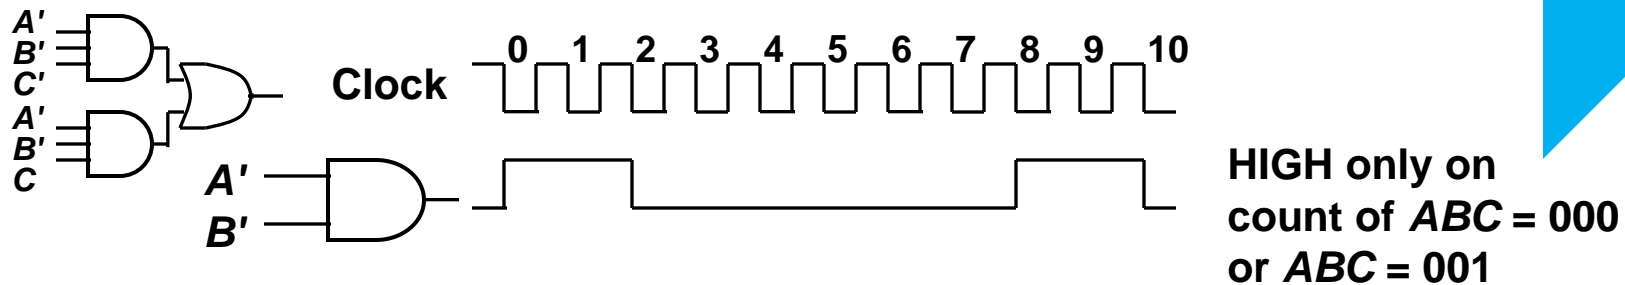 A'
B'
C'
A'
B'
C
Clock
0 1 2 3 4 5 6 7 8 9 10
A'
B'
HIGH only on
count of ABC = 000
or ABC = 001